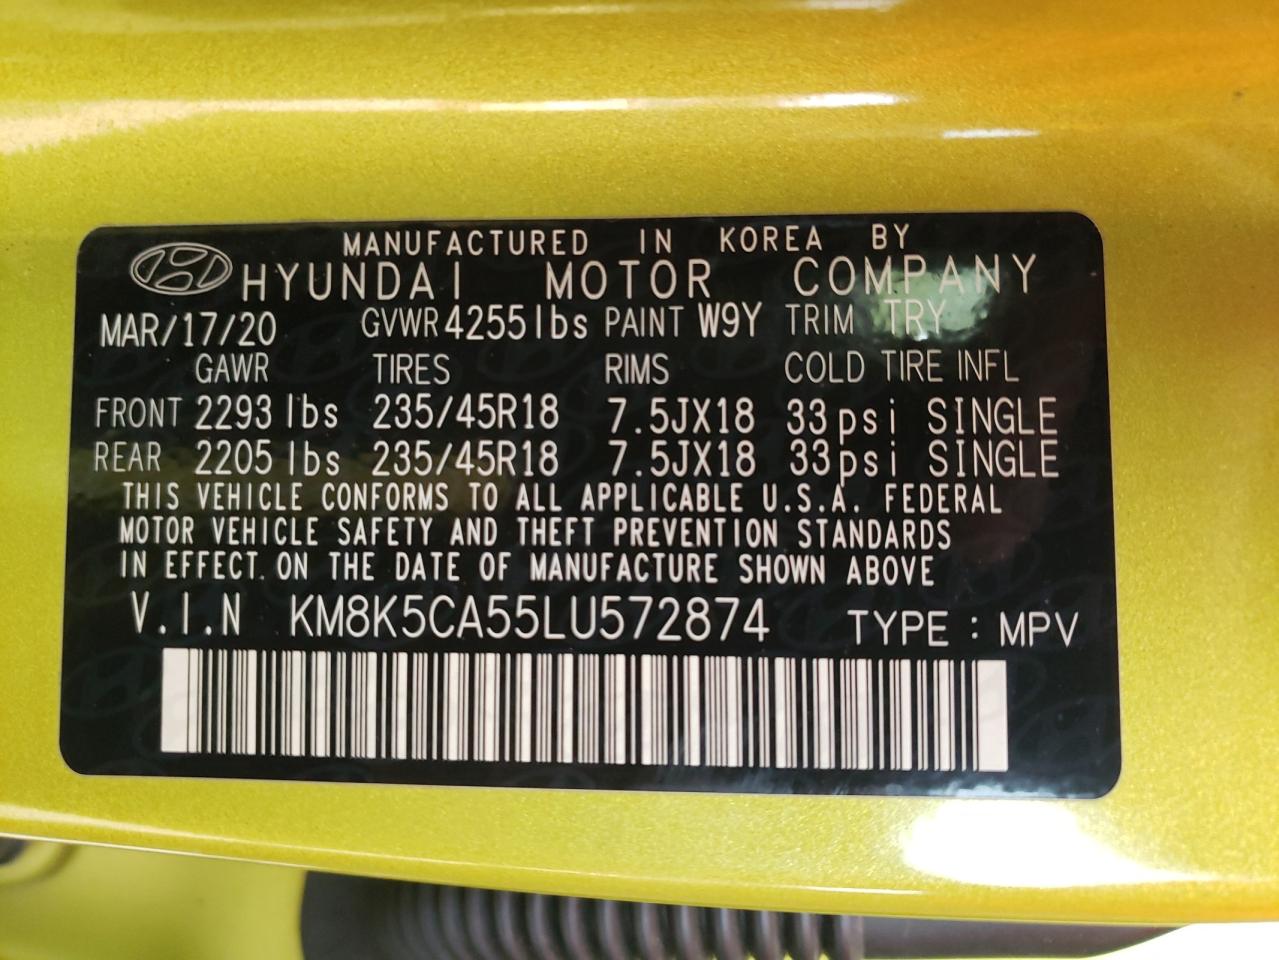 MANUFACTURED IN KOREA BY
HYUNDAI MOTOR COMPANY
MAR/17/20 GVWR 4255lbs PAINT W9Y TRIM TRY
GAWR TIRES RIMS COLD TIRE INFL
FRONT 2293 lbs 235/45R18 7.5JX18 33psi SINGLE
REAR 2205 lbs 235/45R18 7.5JX18 33psi SINGLE
THIS VEHICLE CONFORMS TO ALL APPLICABLE U.S.A. FEDERAL
MOTOR VEHICLE SAFETY AND THEFT PREVENTION STANDARDS
IN EFFECT ON THE DATE OF MANUFACTURE SHOWN ABOVE
V.I.N KM8K5CA55LU572874 TYPE : MPV